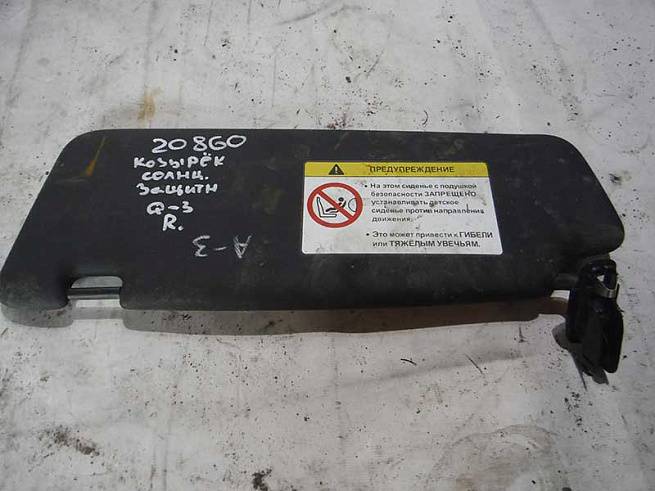 20860
козырёк
солнц.
защитн
Q-3
R.
A-3
ПРЕДУПРЕЖДЕНИЕ
• На этом сиденье с подушкой
безопасности ЗАПРЕЩЕНО
устанавливать детское
сиденье против направления
движения.
• Это может привести к ГИБЕЛИ
или ТЯЖЁЛЫМ УВЕЧЬЯМ.